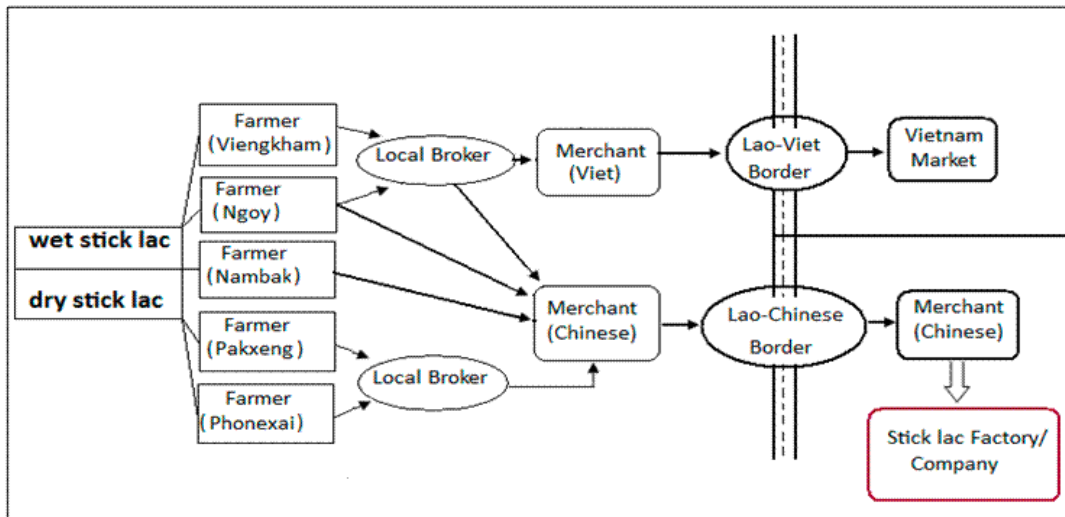 wet stick lac
dry stick lac
Farmer
(Viengkham)
Farmer
(Ngoy)
Farmer
(Nambak)
Farmer
(Pakxeng)
Farmer
(Phonexai)
Local Broker
Local Broker
Merchant
(Viet)
Merchant
(Chinese)
Lao-Viet
Border
Lao-Chinese
Border
Vietnam
Market
Merchant
(Chinese)
Stick lac Factory/
Company